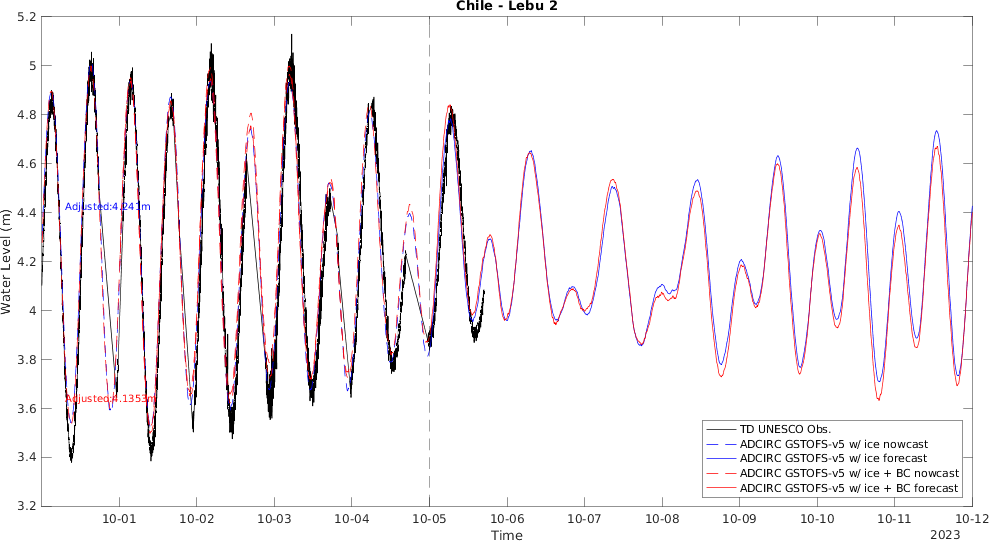 Chile - Lebu 2
5.2
5
4.8
4.6
4.4
4.2
4
3.8
3.6
3.4
3.2
Water Level (m)
Adjusted:4.241m
Adjusted:4.1353m
TD UNESCO Obs.
ADCIRC GSTOFS-v5 w/ ice nowcast
ADCIRC GSTOFS-v5 w/ ice forecast
ADCIRC GSTOFS-v5 w/ ice + BC nowcast
ADCIRC GSTOFS-v5 w/ ice + BC forecast
10-01 10-02 10-03 10-04 10-05 10-06 10-07 10-08 10-09 10-10 10-11 10-12
Time
2023